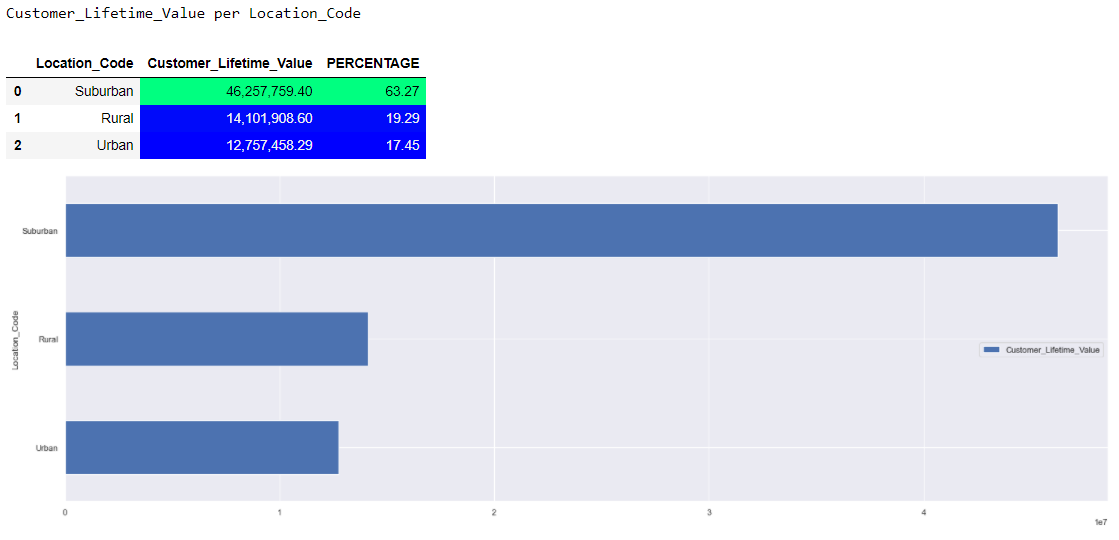 Customer_Lifetime_Value per Location_Code
Location_Code Customer_Lifetime_Value PERCENTAGE
0 Suburban 46,257,759.40 63.27
1 Rural 14,101,908.60 19.29
2 Urban 12,757,458.29 17.45
Suburban
Rural
Urban
Location_Code
Customer_Lifetime_Value
0 1 2 3 4
1e7